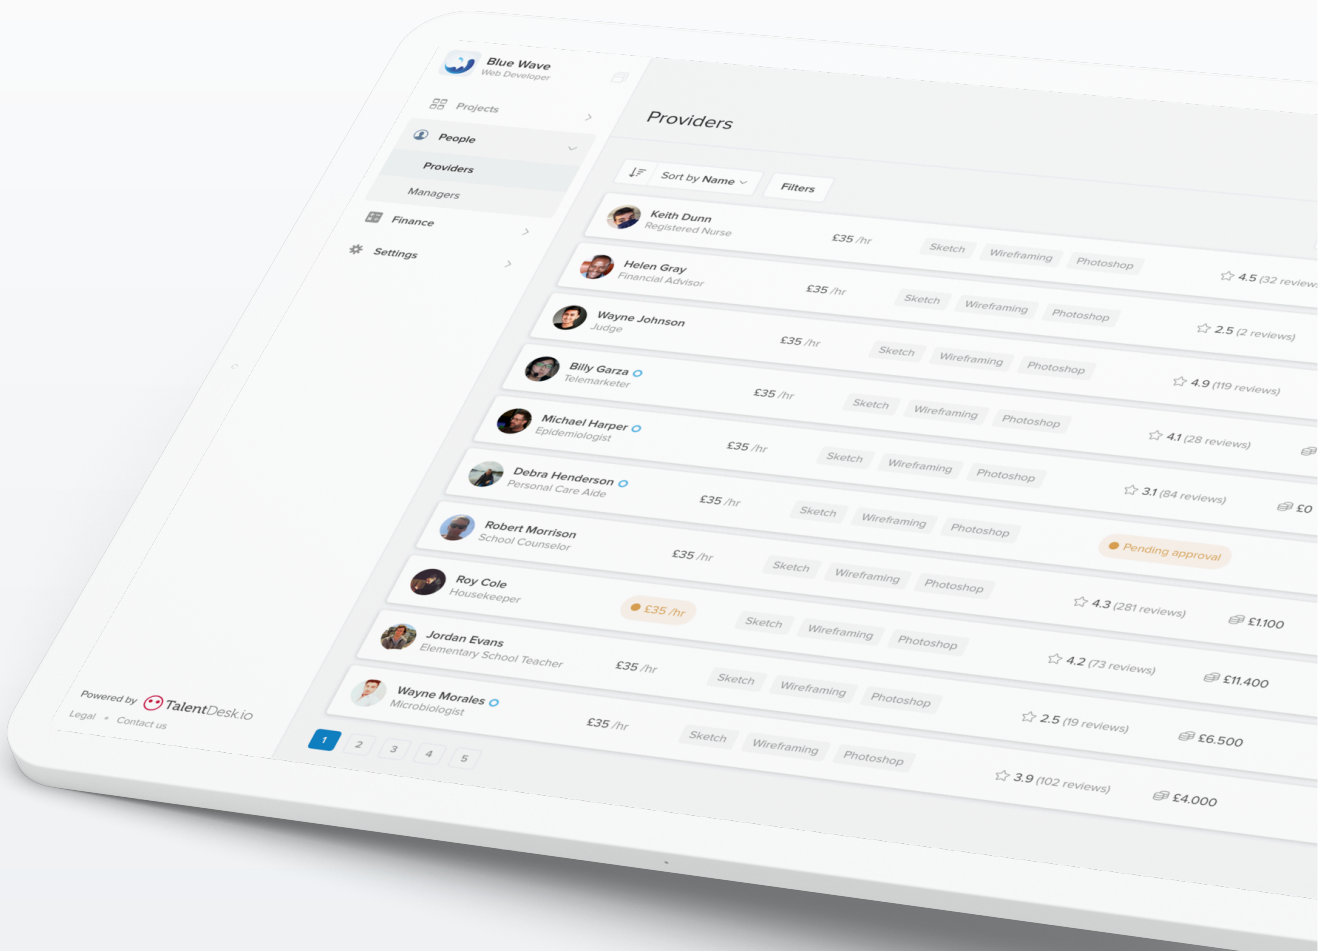 Blue Wave
Web Developer
Projects
People
Providers
Managers
Finance
Settings
Powered by TalentDesk.io
Legal • Contact us
Providers
Sort by Name
Filters
Keith Dunn
Registered Nurse
£35 /hr
Sketch Wireframing Photoshop
4.5 (32 reviews
Helen Gray
Financial Advisor
£35 /hr
Sketch Wireframing Photoshop
2.5 (2 reviews)
Wayne Johnson
Judge
£35 /hr
Sketch Wireframing Photoshop
4.9 (119 reviews)
Billy Garza
Telemarketer
£35 /hr
Sketch Wireframing Photoshop
4.1 (28 reviews)
Michael Harper
Epidemiologist
£35 /hr
Sketch Wireframing Photoshop
3.1 (84 reviews)
£0
Debra Henderson
Personal Care Aide
£35 /hr
Sketch Wireframing Photoshop
Pending approval
Robert Morrison
School Counselor
£35 /hr
Sketch Wireframing Photoshop
4.3 (281 reviews)
£1.100
Roy Cole
Housekeeper
£35 /hr
Sketch Wireframing Photoshop
4.2 (73 reviews)
£11.400
Jordan Evans
Elementary School Teacher
£35 /hr
Sketch Wireframing Photoshop
2.5 (19 reviews)
£6.500
Wayne Morales
Microbiologist
£35 /hr
Sketch Wireframing Photoshop
3.9 (102 reviews)
£4.000
1 2 3 4 5